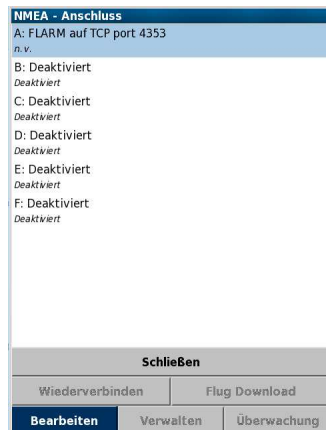 NMEA - Anschluss
A: FLARM auf TCP port 4353
n.v.
B: Deaktiviert
Deaktiviert
C: Deaktiviert
Deaktiviert
D: Deaktiviert
Deaktiviert
E: Deaktiviert
Deaktiviert
F: Deaktiviert
Deaktiviert
Schließen
Wiederverbinden Flug Download
Bearbeiten Verwalten Überwachung